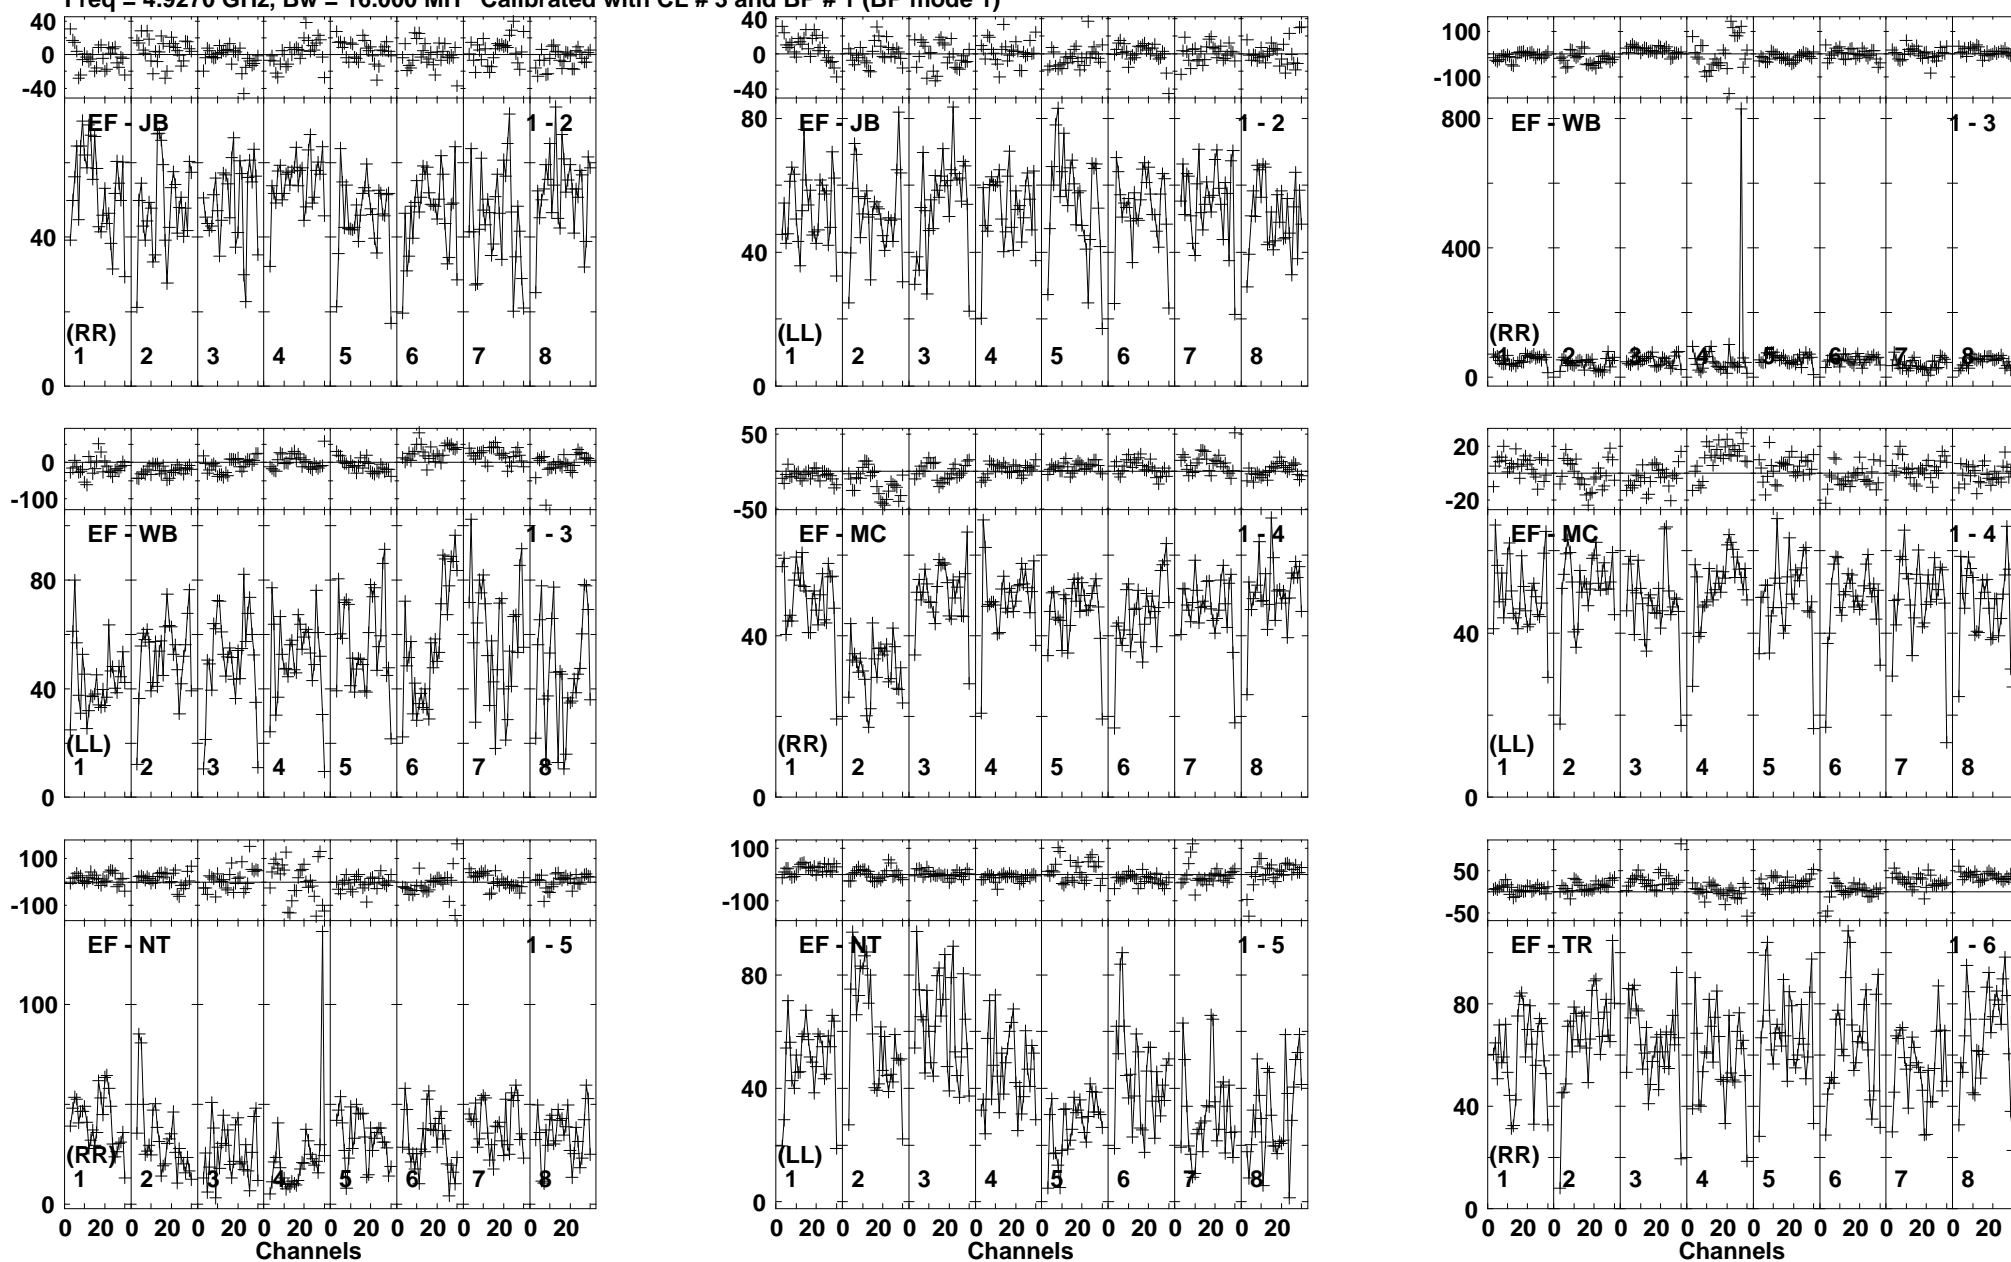 Freq = 4.9270 GHz, Bw = 16.000 MH Calibrated with CL # 3 and BP # 1 (BP mode 1)
40 20 0 -20 -40
40 20 0 -20 -40
100 0 -100
EF - JB 1 - 2
EF - JB 1 - 2
EF - WB 1 - 3
40 0
80 40 0
800 400 0
(RR)
1 2 3 4 5 6 7 8
(LL)
1 2 3 4 5 6 7 8
(RR)
1 2 3 4 5 6 7 8
0 -100
50 0 -50
20 0 -20
EF - WB 1 - 3
EF - MC 1 - 4
EF - MC 1 - 4
80 40 0
40 0
40 0
(LL)
1 2 3 4 5 6 7 8
(RR)
1 2 3 4 5 6 7 8
(LL)
1 2 3 4 5 6 7 8
100 0 -100
100 0 -100
50 0 -50
EF - NT 1 - 5
EF - NT 1 - 5
EF - TR 1 - 6
100 0
80 40 0
80 40 0
(RR)
1 2 3 4 5 6 7 8
(LL)
1 2 3 4 5 6 7 8
(RR)
1 2 3 4 5 6 7 8
0 20 0 20 0 20 0 20 0 20 0 20 0 20 0 20
Channels
0 20 0 20 0 20 0 20 0 20 0 20 0 20 0 20
0 20 0 20 0 20 0 20 0 20 0 20 0 20 0 20
Channels